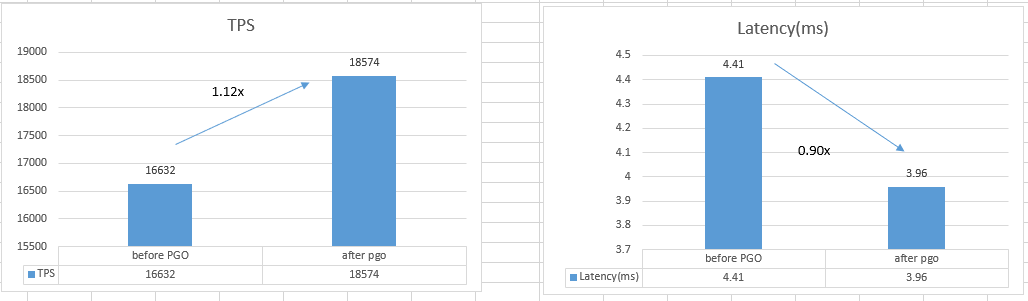 TPS
19000
18500
18000
17500
17000
16500
16000
15500
18574
1.12x
16632
before PGO after pgo
TPS 16632 18574
Latency(ms)
4.5
4.4
4.3
4.2
4.1
4
3.9
3.8
3.7
4.41
0.90x
3.96
before PGO after pgo
Latency(ms) 4.41 3.96